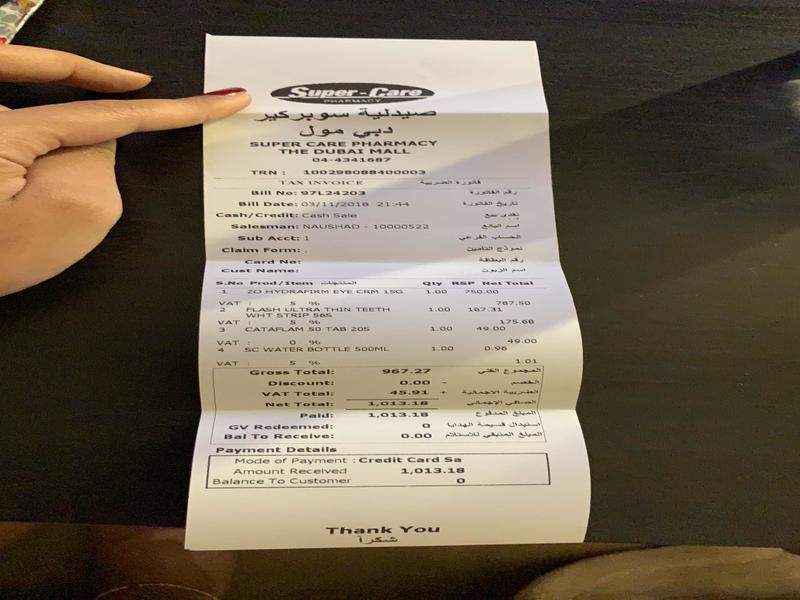 Super-Care
PHARMACY
صيدلية سوبركير
دبي مول
SUPER CARE PHARMACY
THE DUBAI MALL
04-4341687
TRN : 100298088400003
TAX INVOICE فاتورة الضريبية
Bill No: 97L24203 رقم الفاتورة
Bill Date: 03/11/2018 21:44 تاريخ الفاتورة
Cash/Credit: Cash Sale نقدي بيع
Salesman: NAUSHAD - 10000522 اسم البائع
Sub Acct: 1 الحساب الفرعي
Claim Form: . نموذج التأمين
Card No: رقم البطاقة
Cust Name: اسم الزبون
S.No Prod/Item المنتجات Qty RSP Net Total
1 ZO HYDRAFIRM EYE CRM 15G 1.00 750.00
VAT : 5 % 787.50
2 FLASH ULTRA THIN TEETH 1.00 167.31
WHT STRIP 56S
VAT : 5 % 175.68
3 CATAFLAM 50 TAB 20S 1.00 49.00
VAT : 0 % 49.00
4 SC WATER BOTTLE 500ML 1.00 0.96
VAT : 5 % 1.01
Gross Total: 967.27 المجموع الكلي
Discount: 0.00 - الخصم
VAT Total: 45.91 + الضريبة الاجمالية
Net Total: 1,013.18 الصافي الإجمالي
Paid: 1,013.18 المبلغ المدفوع
GV Redeemed: 0 استبدال قسيمة الهدايا
Bal To Receive: 0.00 المبلغ المتبقي للاستلام
Payment Details
Mode of Payment : Credit Card Sa
Amount Received 1,013.18
Balance To Customer 0
Thank You
شكراً